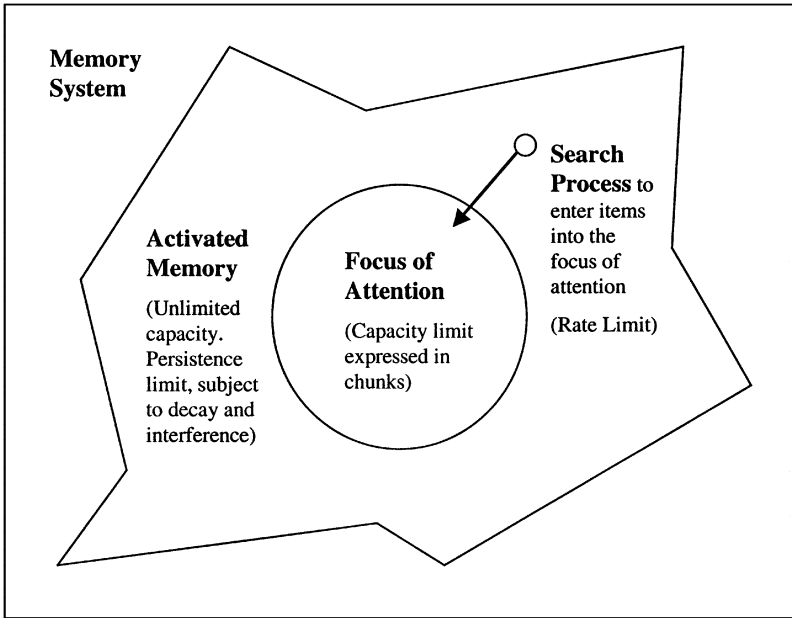 Memory
System
Activated
Memory
(Unlimited
capacity.
Persistence
limit, subject
to decay and
interference)
Focus of
Attention
(Capacity limit
expressed in
chunks)
Search
Process to
enter items
into the
focus of
attention
(Rate Limit)